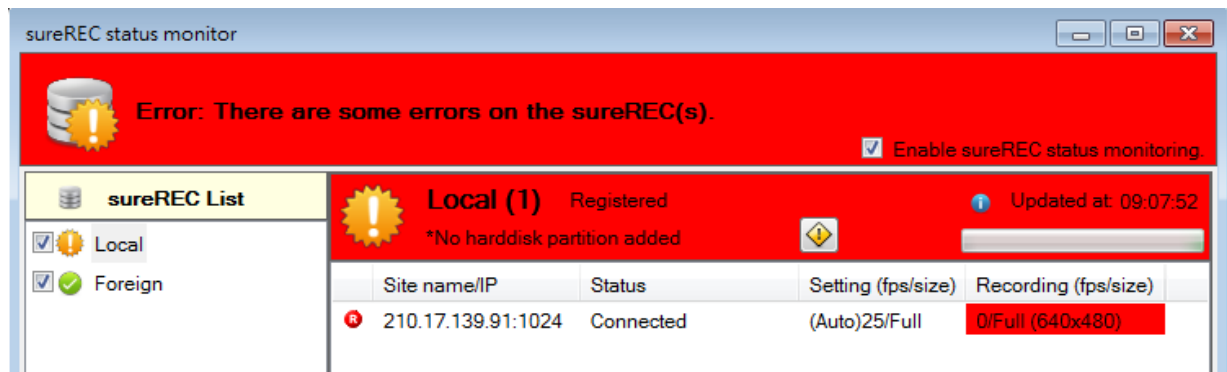 sureREC status monitor
Error: There are some errors on the sureREC(s).
Enable sureREC status monitoring.
sureREC List
Local (1) Registered Updated at: 09:07:52
*No harddisk partition added
Local
Foreign
Site name/IP Status Setting (fps/size) Recording (fps/size)
R 210.17.139.91:1024 Connected (Auto)25/Full 0/Full (640x480)